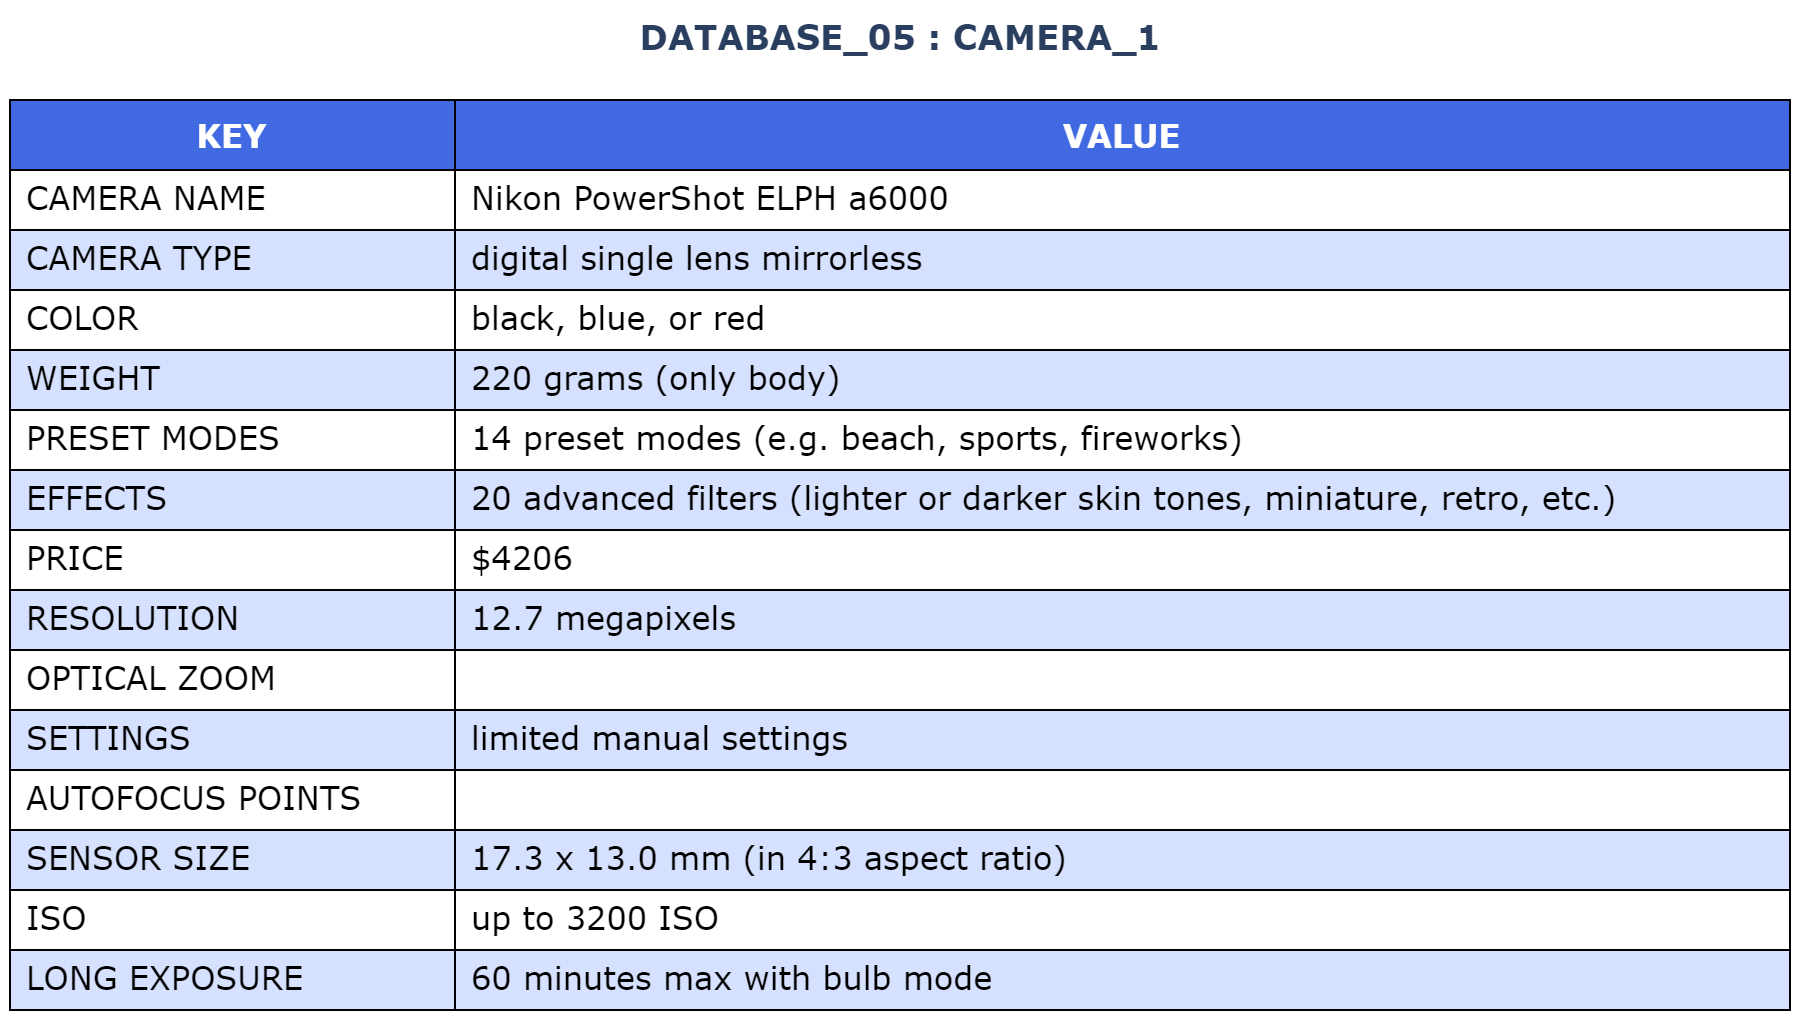 DATABASE_05 : CAMERA_1
KEY VALUE
CAMERA NAME Nikon PowerShot ELPH a6000
CAMERA TYPE digital single lens mirrorless
COLOR black, blue, or red
WEIGHT 220 grams (only body)
PRESET MODES 14 preset modes (e.g. beach, sports, fireworks)
EFFECTS 20 advanced filters (lighter or darker skin tones, miniature, retro, etc.)
PRICE $4206
RESOLUTION 12.7 megapixels
OPTICAL ZOOM
SETTINGS limited manual settings
AUTOFOCUS POINTS
SENSOR SIZE 17.3 x 13.0 mm (in 4:3 aspect ratio)
ISO up to 3200 ISO
LONG EXPOSURE 60 minutes max with bulb mode